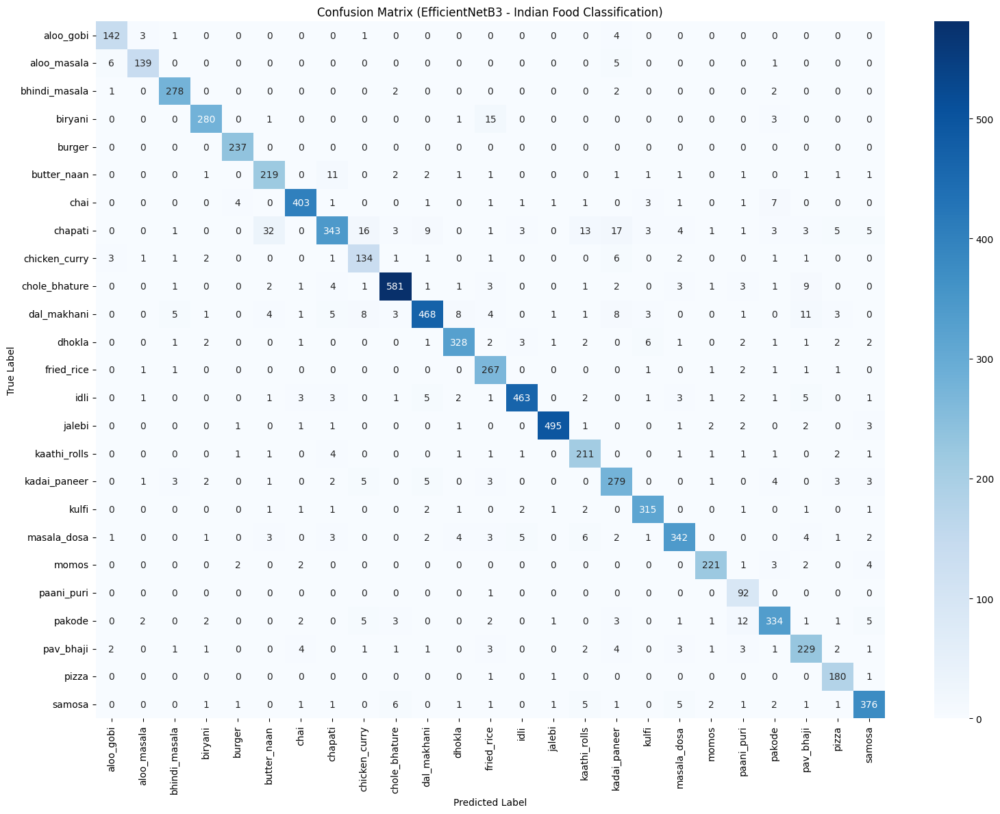 Confusion Matrix (EfficientNetB3 - Indian Food Classification)
aloo_gobi 142 3 1 0 0 0 0 0 1 0 0 0 0 0 0 0 4 0 0 0 0 0 0 0 0
aloo_masala 6 139 0 0 0 0 0 0 0 0 0 0 0 0 0 0 5 0 0 0 0 1 0 0 0
bhindi_masala 1 0 278 0 0 0 0 0 2 0 0 0 0 0 0 0 2 0 0 0 0 2 0 0 0
biryani 0 0 0 280 0 1 0 0 0 0 0 1 15 0 0 0 0 0 0 0 0 3 0 0 0
burger 0 0 0 0 237 0 0 0 0 0 0 0 0 0 0 0 0 0 0 0 0 0 0 0 0
butter_naan 0 0 0 1 0 219 0 11 0 2 2 1 1 0 0 0 1 1 1 0 1 0 1 1 1
chai 0 0 0 0 4 0 403 1 0 0 1 0 1 1 1 1 0 3 1 0 1 7 0 0 0
chapati 0 0 1 0 0 32 0 343 16 3 9 0 1 3 0 13 17 3 4 1 1 3 3 5 5
chicken_curry 3 1 1 2 0 0 0 1 134 1 1 0 1 0 0 0 6 0 2 0 0 1 1 0 0
chole_bhature 0 0 1 0 0 2 1 4 1 581 1 1 3 0 0 1 2 0 3 1 3 1 9 0 0
dal_makhani 0 0 5 1 0 4 1 5 8 3 468 8 4 0 1 1 8 3 0 0 1 0 11 3 0
dhokla 0 0 1 2 0 0 1 0 0 0 1 328 2 3 1 2 0 6 1 0 2 1 1 2 2
fried_rice 0 1 1 0 0 0 0 0 0 0 0 0 267 0 0 0 0 1 0 1 2 1 1 1 0
idli 0 1 0 0 0 1 3 3 0 1 5 2 1 463 0 2 0 1 3 1 2 1 5 0 1
jalebi 0 0 0 0 1 0 1 1 0 0 0 1 0 0 495 1 0 0 1 2 2 0 2 0 3
kaathi_rolls 0 0 0 0 1 1 0 4 0 0 0 1 1 1 0 211 0 0 1 1 1 1 0 2 1
kadai_paneer 0 1 3 2 0 1 0 2 5 0 5 0 3 0 0 0 279 0 0 1 0 4 0 3 3
kulfi 0 0 0 0 0 1 1 1 0 0 2 1 0 2 1 2 0 315 0 0 1 0 1 0 1
masala_dosa 1 0 0 1 0 3 0 3 0 0 2 4 3 5 0 6 2 1 342 0 0 0 4 1 2
momos 0 0 0 0 2 0 2 0 0 0 0 0 0 0 0 0 0 0 0 221 1 3 2 0 4
paani_puri 0 0 0 0 0 0 0 0 0 0 0 0 1 0 0 0 0 0 0 0 92 0 0 0 0
pakode 0 2 0 2 0 0 2 0 5 3 0 0 2 0 1 0 3 0 1 1 12 334 1 1 5
pav_bhaji 2 0 1 1 0 0 4 0 1 1 1 0 3 0 0 2 4 0 3 1 3 1 229 2 1
pizza 0 0 0 0 0 0 0 0 0 0 0 0 1 0 1 0 0 0 0 0 0 0 0 180 1
samosa 0 0 0 1 1 0 1 1 0 6 0 1 1 0 1 5 1 0 5 2 1 2 1 1 376
aloo_gobi aloo_masala bhindi_masala biryani burger butter_naan chai chapati chicken_curry chole_bhature dal_makhani dhokla fried_rice idli jalebi kaathi_rolls kadai_paneer kulfi masala_dosa momos paani_puri pakode pav_bhaji pizza samosa
Predicted Label
True Label
500
400
300
200
100
0